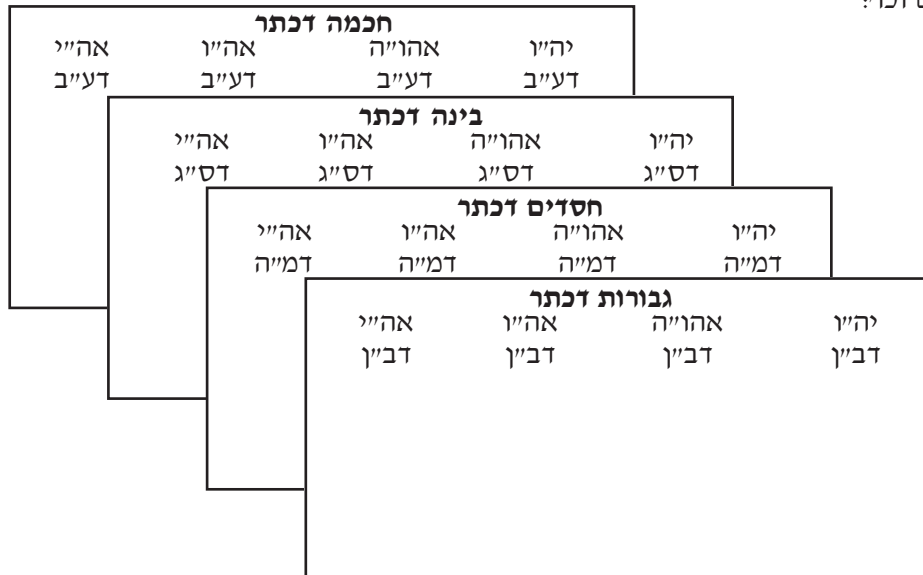 חכמה דכתר
יה״ו אהו״ה אה״ו אה״י
דע״ב דע״ב דע״ב דע״ב
בינה דכתר
יה״ו אהו״ה אה״ו אה״י
דס״ג דס״ג דס״ג דס״ג
חסדים דכתר
יה״ו אהו״ה אה״ו אה״י
דמ״ה דמ״ה דמ״ה דמ״ה
גבורות דכתר
יה״ו אהו״ה אה״ו אה״י
דב״ן דב״ן דב״ן דב״ן